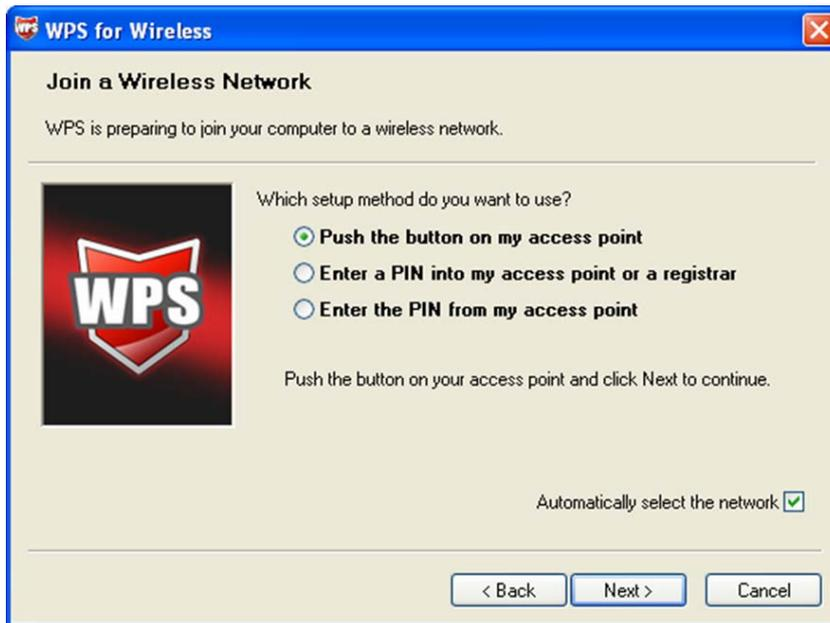 WPS for Wireless
Join a Wireless Network
WPS is preparing to join your computer to a wireless network.
Which setup method do you want to use?
Push the button on my access point
Enter a PIN into my access point or a registrar
Enter the PIN from my access point
WPS
Push the button on your access point and click Next to continue.
Automatically select the network
< Back
Next >
Cancel